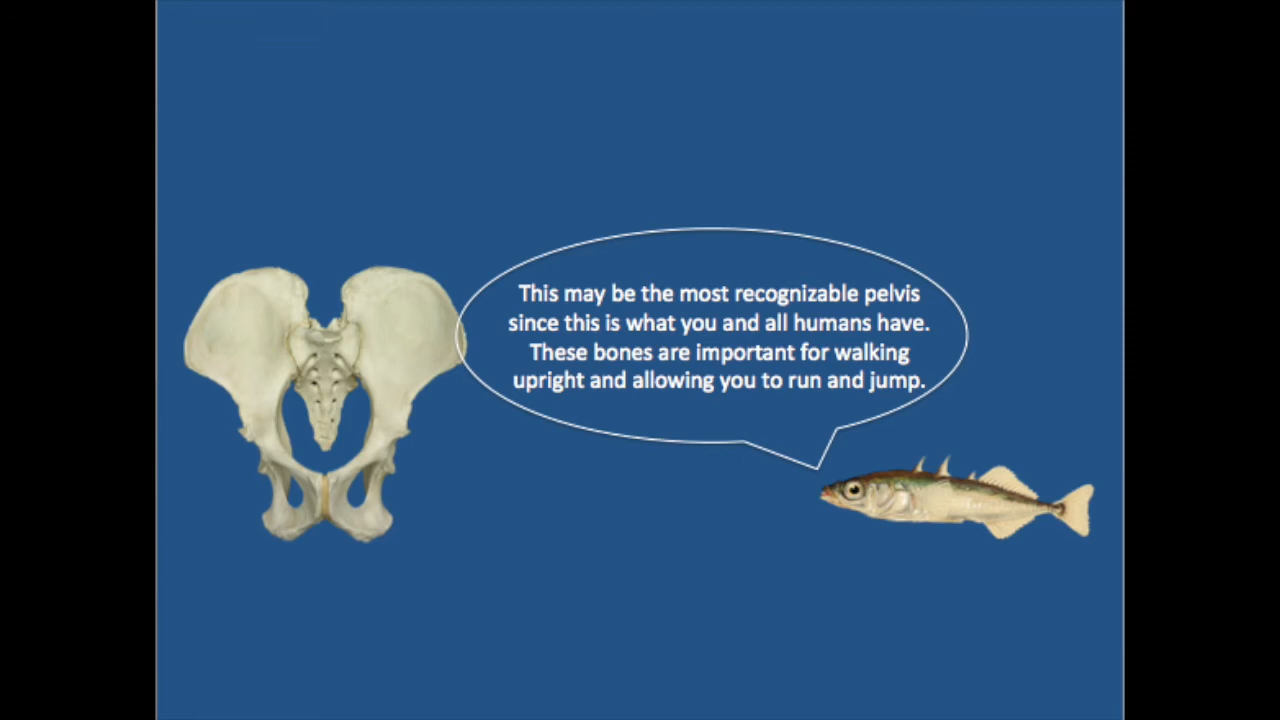 This may be the most recognizable pelvis
since this is what you and all humans have.
These bones are important for walking
upright and allowing you to run and jump.